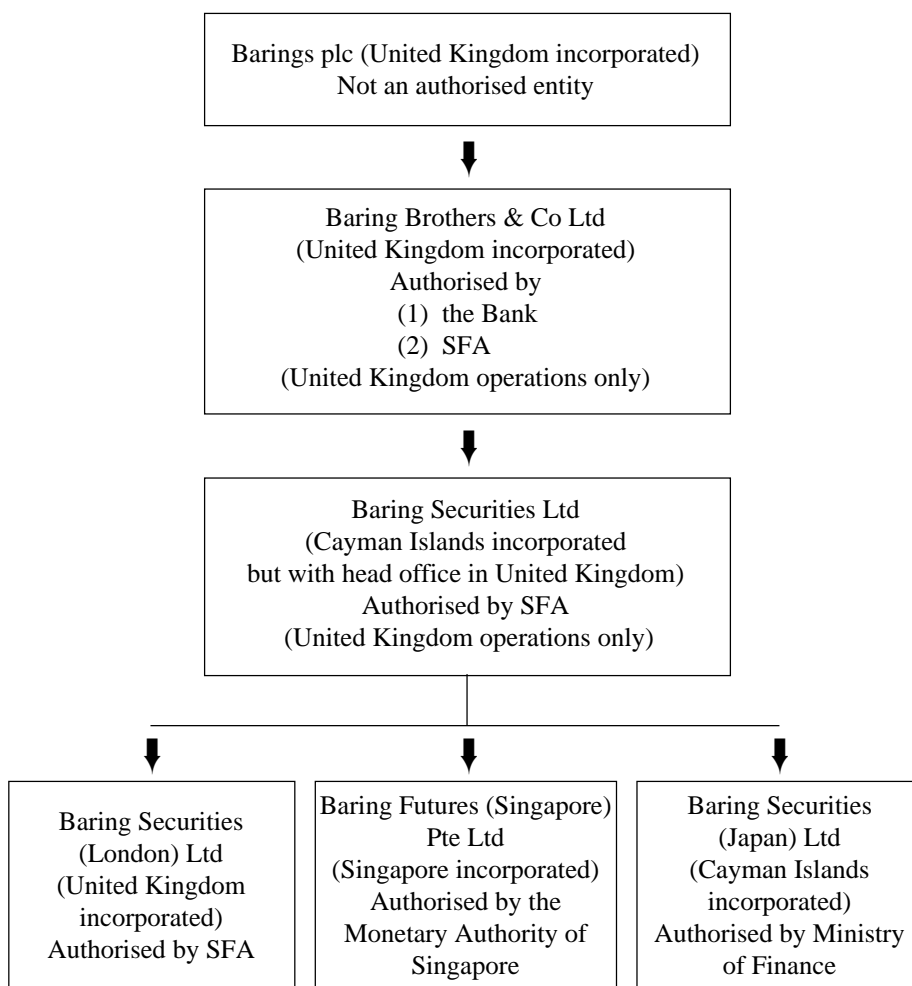 Barings plc (United Kingdom incorporated)
Not an authorised entity
Baring Brothers & Co Ltd
(United Kingdom incorporated)
Authorised by
(1) the Bank
(2) SFA
(United Kingdom operations only)
Baring Securities Ltd
(Cayman Islands incorporated
but with head office in United Kingdom)
Authorised by SFA
(United Kingdom operations only)
Baring Securities
(London) Ltd
(United Kingdom
incorporated)
Authorised by SFA
Baring Futures (Singapore)
Pte Ltd
(Singapore incorporated)
Authorised by the
Monetary Authority of
Singapore
Baring Securities
(Japan) Ltd
(Cayman Islands
incorporated)
Authorised by Ministry
of Finance